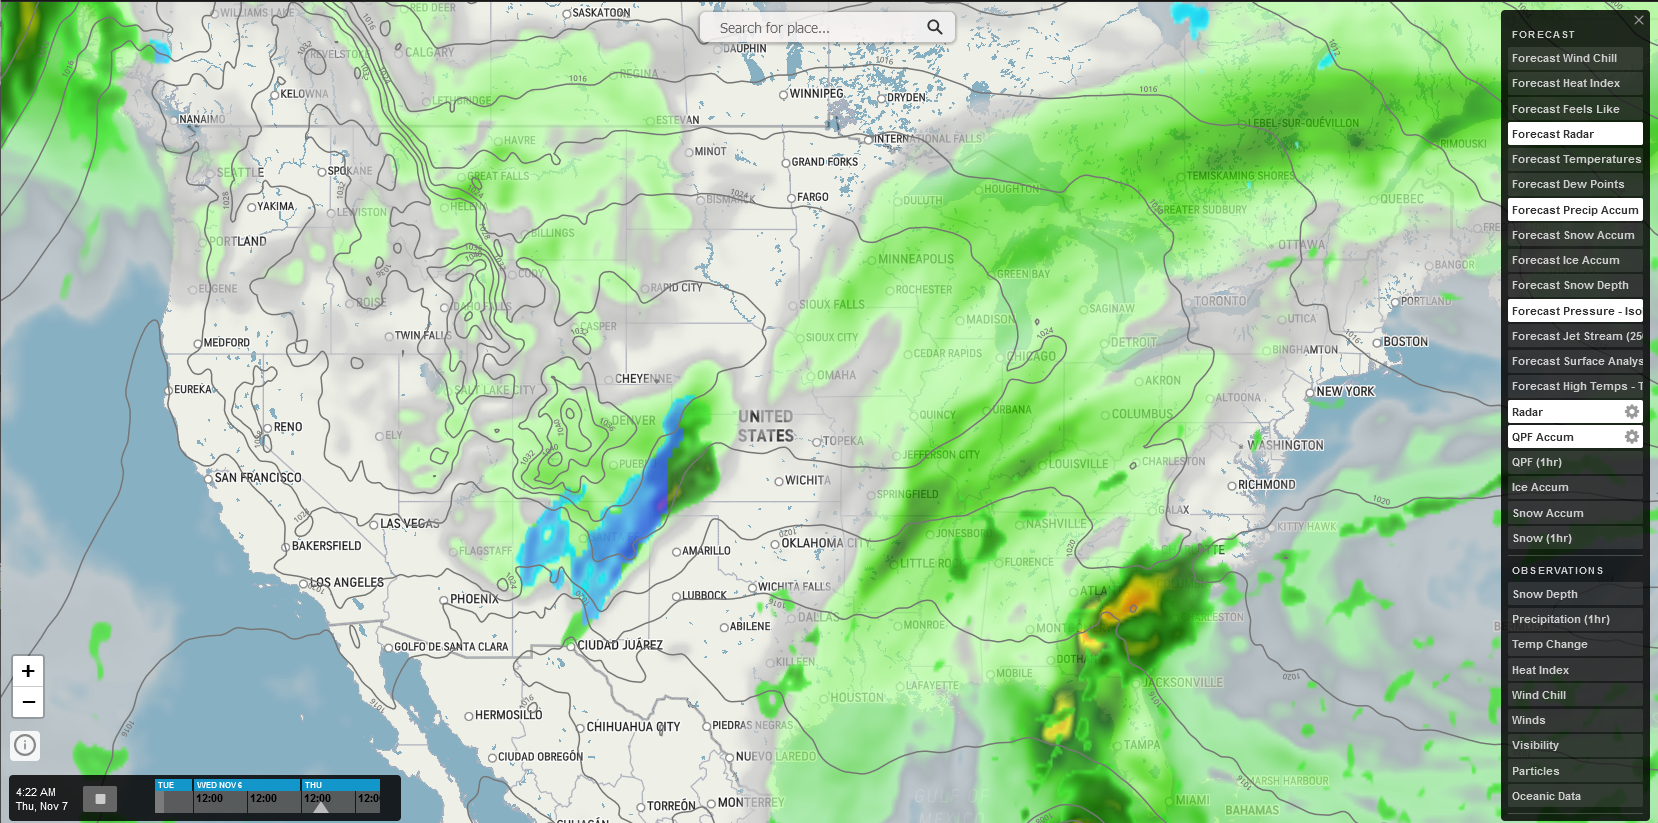 WILLIAMS LAKE
RED DEER
SASKATOON
Search for place...
DAUPHIN
REVELSTOKE
CALGARY
REGINA
KELOWNA
LETHBRIDGE
WINNIPEG
DRYDEN
NANAIMO
ESTEVAN
LEBEL-SUR-QUÉVILLON
HAVRE
INTERNATIONAL FALLS
RIMOUSKI
MINOT
GRAND FORKS
SEATTLE
SPOKANE
GREAT FALLS
TEMISKAMING SHORES
HOUGHTON
BISMARCK
FARGO
DULUTH
QUEBEC
YAKIMA
LEWISTON
HELENA
GREATER SUDBURY
PORTLAND
BILLINGS
OTTAWA
MINNEAPOLIS
BANGOR
CODY
GREEN BAY
EUGENE
RAPID CITY
ROCHESTER
BOISE
IDAHO FALLS
SIOUX FALLS
SAGINAW
TORONTO
PORTLAND
UTICA
MADISON
CASPER
TWIN FALLS
SIOUX CITY
MEDFORD
DETROIT
BOSTON
CEDAR RAPIDS
CHICAGO
BINGHAMTON
CHEYENNE
OMAHA
AKRON
EUREKA
SALT LAKE CITY
NEW YORK
ALTOONA
UNITED
STATES
QUINCY
URBANA
COLUMBUS
DENVER
RENO
ELY
TOPEKA
WASHINGTON
JEFFERSON CITY
PUEBLO
LOUISVILLE
CHARLESTON
SAN FRANCISCO
WICHITA
RICHMOND
SPRINGFIELD
GALAX
LAS VEGAS
NASHVILLE
KITTY HAWK
SANTA
JONESBORO
BAKERSFIELD
FLAGSTAFF
AMARILLO
OKLAHOMA CITY
CHARLOTTE
LITTLE ROCK
FLORENCE
LOS ANGELES
WICHITA FALLS
ATLANTA
PHOENIX
LUBBOCK
DALLAS
CHARLESTON
ABILENE
MONROE
MONTGOMERY
GOLFO DE SANTA CLARA
CIUDAD JUÁREZ
KILLEEN
DOTHAN
MOBILE
LAFAYETTE
JACKSONVILLE
HOUSTON
HERMOSILLO
CHIHUAHUA CITY
PIEDRAS NEGRAS
TAMPA
CIUDAD OBREGÓN
NUEVO LAREDO
MARSH HARBOUR
TORREÓN
MONTERREY
GULF OF
MEXICO
MIAMI
BAHAMAS
CULIACÁN
+
−
4:22 AM
Thu, Nov 7
TUE
WED NOV 6
THU
12:00
12:00
12:00
12:0
FORECAST
Forecast Wind Chill
Forecast Heat Index
Forecast Feels Like
Forecast Radar
Forecast Temperatures
Forecast Dew Points
Forecast Precip Accum
Forecast Snow Accum
Forecast Ice Accum
Forecast Snow Depth
Forecast Pressure - Iso
Forecast Jet Stream (25
Forecast Surface Analys
Forecast High Temps - T
Radar
QPF Accum
QPF (1hr)
Ice Accum
Snow Accum
Snow (1hr)
OBSERVATIONS
Snow Depth
Precipitation (1hr)
Temp Change
Heat Index
Wind Chill
Winds
Visibility
Particles
Oceanic Data